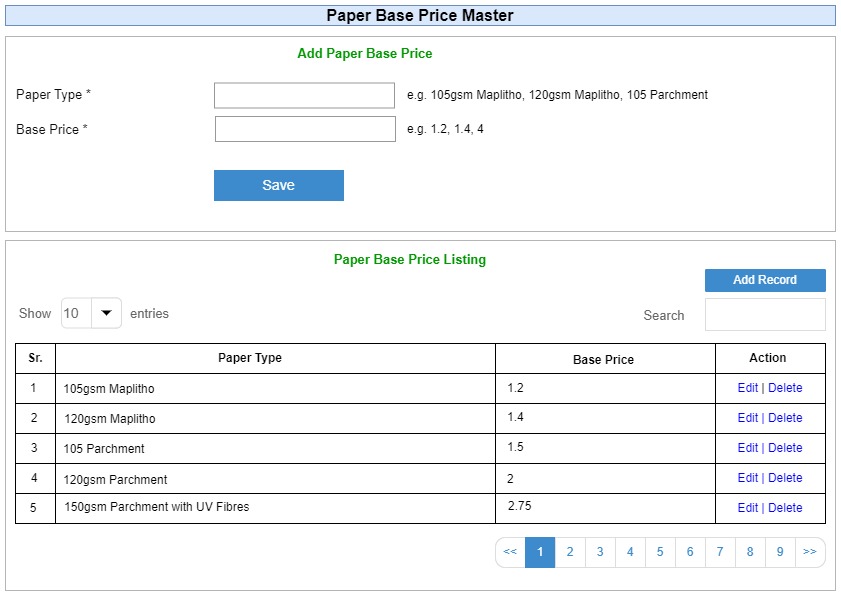 Paper Base Price Master
Add Paper Base Price
Paper Type * e.g. 105gsm Maplitho, 120gsm Maplitho, 105 Parchment
Base Price * e.g. 1.2, 1.4, 4
Save
Paper Base Price Listing
Add Record
Show 10 entries Search
Sr. Paper Type Base Price Action
1 105gsm Maplitho 1.2 Edit | Delete
2 120gsm Maplitho 1.4 Edit | Delete
3 105 Parchment 1.5 Edit | Delete
4 120gsm Parchment 2 Edit | Delete
5 150gsm Parchment with UV Fibres 2.75 Edit | Delete
<< 1 2 3 4 5 6 7 8 9 >>